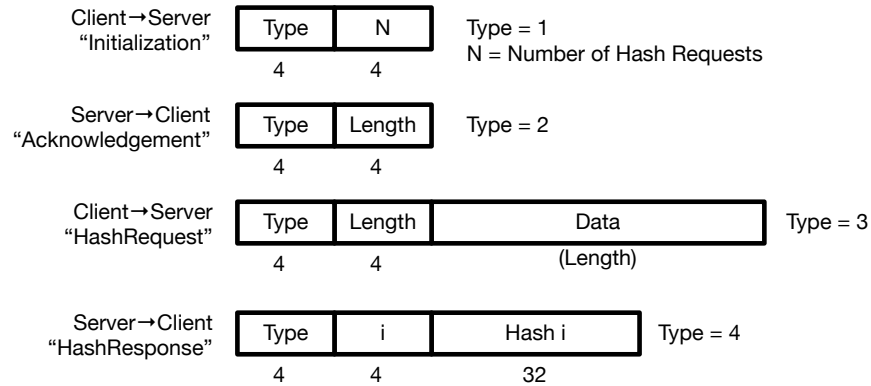 Client→Server
"Initialization"
Type N
4 4
Type = 1
N = Number of Hash Requests
Server→Client
"Acknowledgement"
Type Length
4 4
Type = 2
Client→Server
"HashRequest"
Type Length Data
4 4 (Length)
Type = 3
Server→Client
"HashResponse"
Type i Hash i
4 4 32
Type = 4